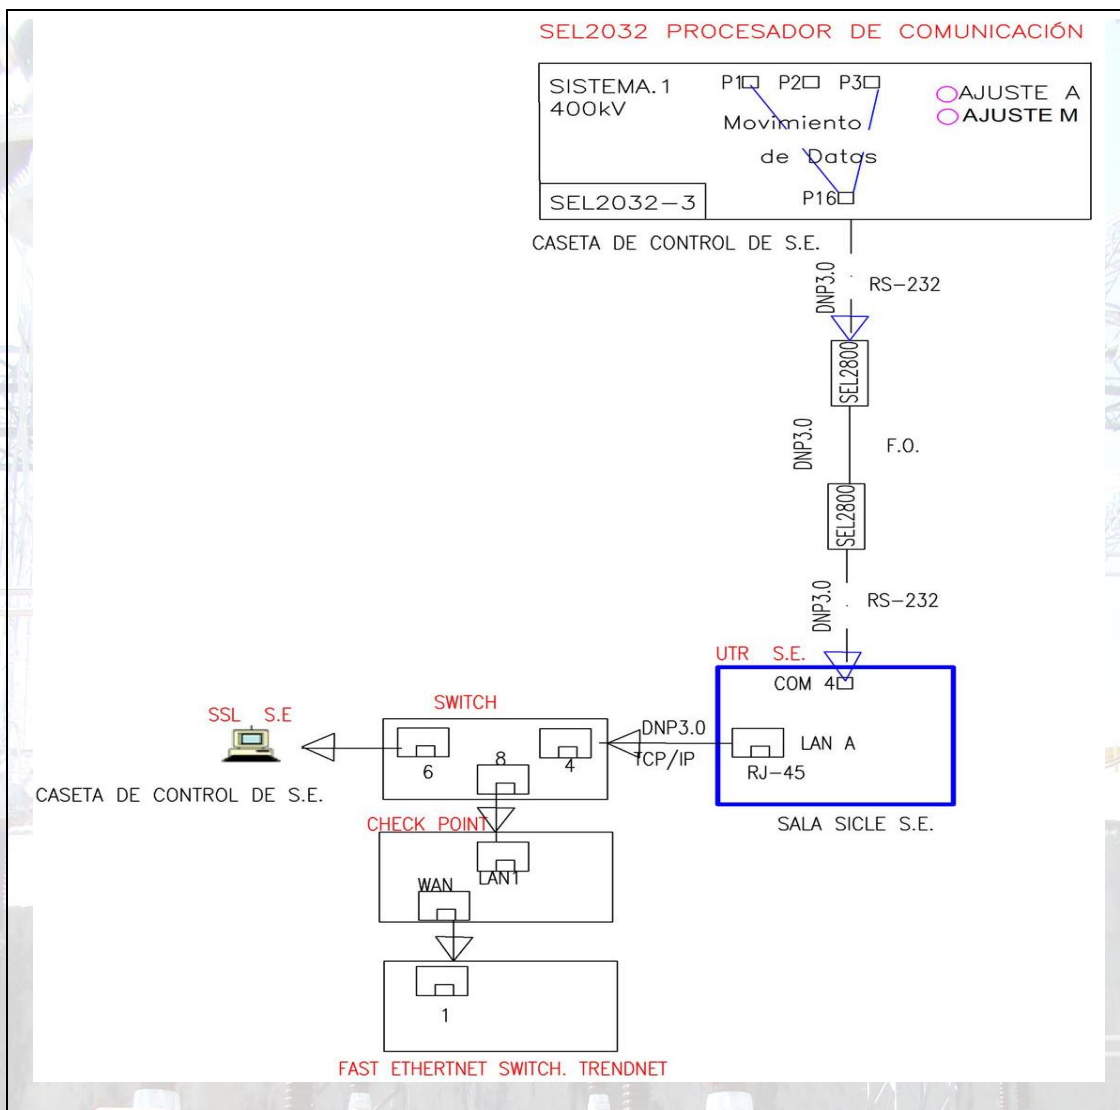 SEL2032 PROCESADOR DE COMUNICACIÓN
SISTEMA.1
400kV
P1 P2 P3
AJUSTE A
AJUSTE M
Movimiento
de Datos
P16
SEL2032-3
CASETA DE CONTROL DE S.E.
DNP3.0
RS-232
SEL2800
DNP3.0
F.O.
SEL2800
DNP3.0
RS-232
UTR S.E.
COM 4
LAN A
RJ-45
SALA SICLE S.E.
DNP3.0
TCP/IP
SWITCH
6
8
4
SSL S.E
CASETA DE CONTROL DE S.E.
CHECK POINT
LAN1
WAN
1
FAST ETHERTNET SWITCH. TRENDNET